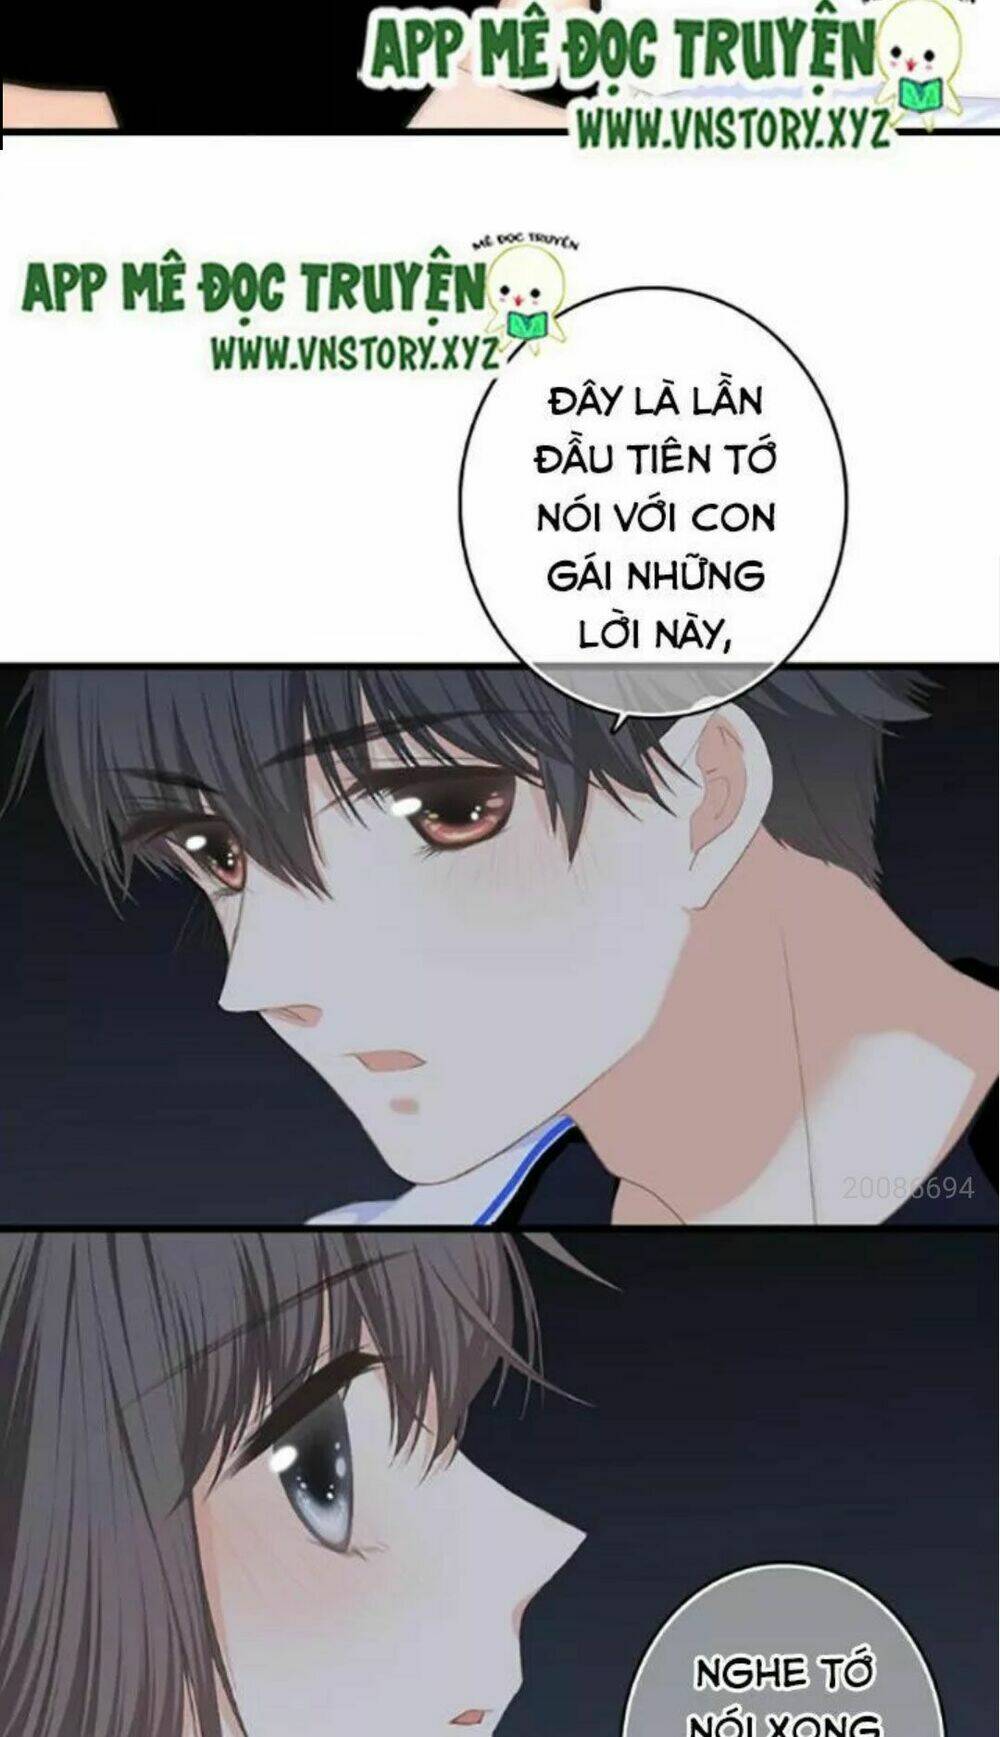 APP MÊ ĐỌC TRUYỆN
WWW.VNSTORY.XYZ
MÊ ĐỌC TRUYỆN
APP MÊ ĐỌC TRUYỆN
WWW.VNSTORY.XYZ
ĐÂY LÀ LẦN
ĐẦU TIÊN TỚ
NÓI VỚI CON
GÁI NHỮNG
LỜI NÀY,
20086694
NGHE TỚ
NÓI XONG